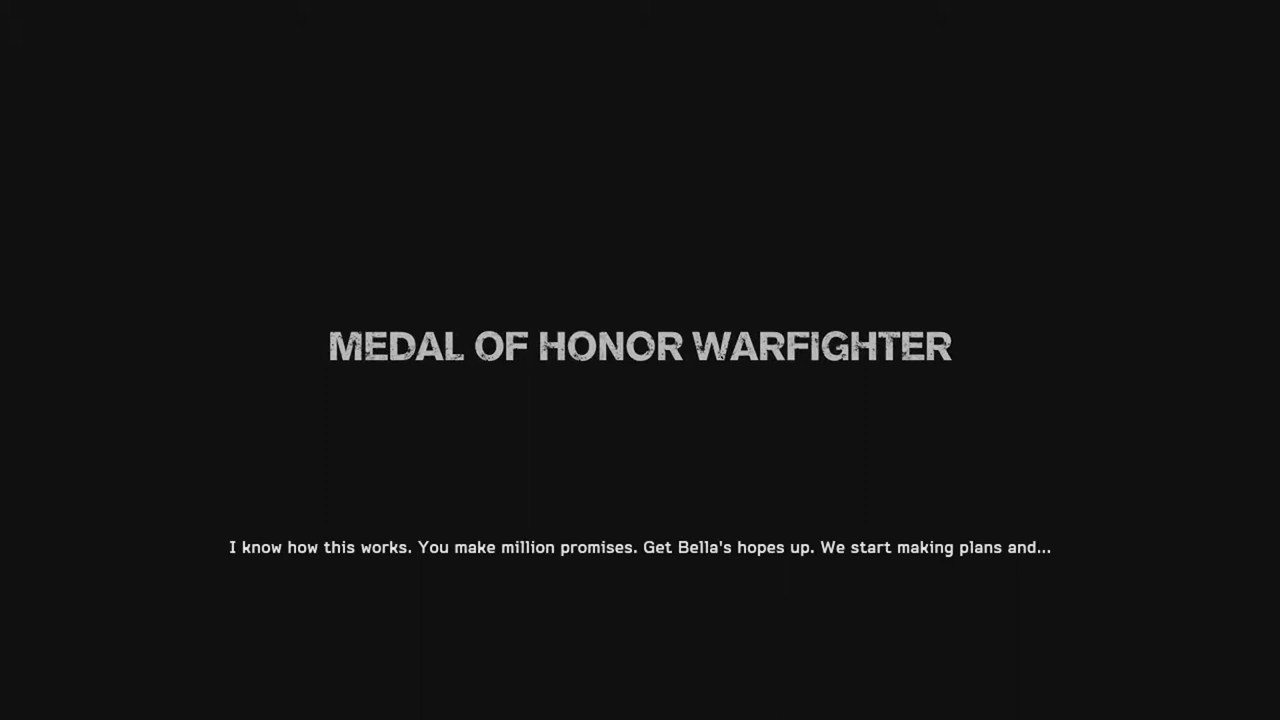 MEDAL OF HONOR WARFIGHTER
I know how this works. You make million promises. Get Bella's hopes up. We start making plans and...